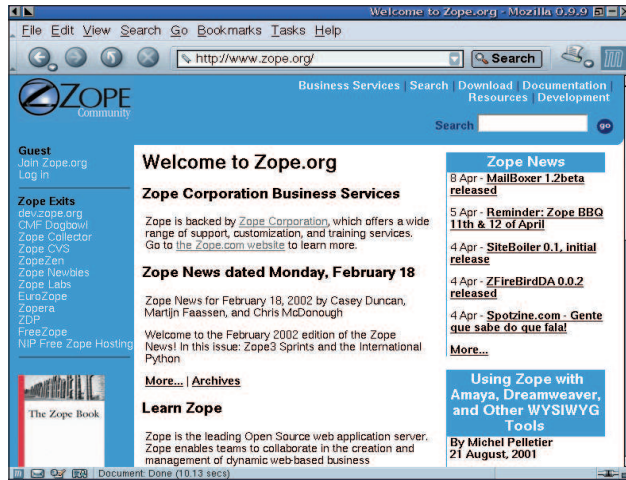 Welcome to Zope.org - Mozilla 0.9.9
File Edit View Search Go Bookmarks Tasks Help
http://www.zope.org/
Search
ZOPE
Community
Business Services | Search | Download | Documentation |
Resources | Development
Search
go
Guest
Join Zope.org
Log in
Zope Exits
dev.zope.org
CMF Dogbowl
Zope Collector
Zope CVS
ZopeZen
Zope Newbies
Zope Labs
EuroZope
Zopera
ZDP
FreeZope
NIP Free Zope Hosting
The Zope Book
Welcome to Zope.org
Zope Corporation Business Services
Zope is backed by Zope Corporation, which offers a wide
range of support, customization, and training services.
Go to the Zope.com website to learn more.
Zope News dated Monday, February 18
Zope News for February 18, 2002 by Casey Duncan,
Martijn Faassen, and Chris McDonough
Welcome to the February 2002 edition of the Zope
News! In this issue: Zope3 Sprints and the International
Python
More... | Archives
Learn Zope
Zope is the leading Open Source web application server.
Zope enables teams to collaborate in the creation and
management of dynamic web-based business
Zope News
8 Apr - MailBoxer 1.2beta
released
5 Apr - Reminder: Zope BBQ
11th & 12 of April
4 Apr - SiteBoiler 0.1, initial
release
4 Apr - ZFireBirdDA 0.0.2
released
4 Apr - Spotzine.com - Gente
que sabe do que fala!
More...
Using Zope with
Amaya, Dreamweaver,
and Other WYSIWYG
Tools
By Michel Pelletier
21 August, 2001
Document: Done (10.13 secs)